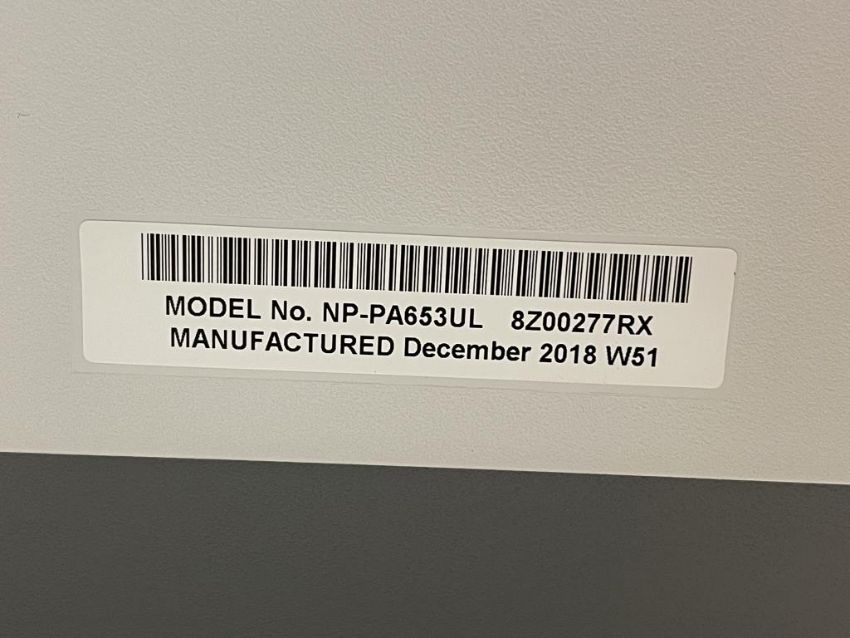 MODEL No. NP-PA653UL 8Z00277RX
MANUFACTURED December 2018 W51